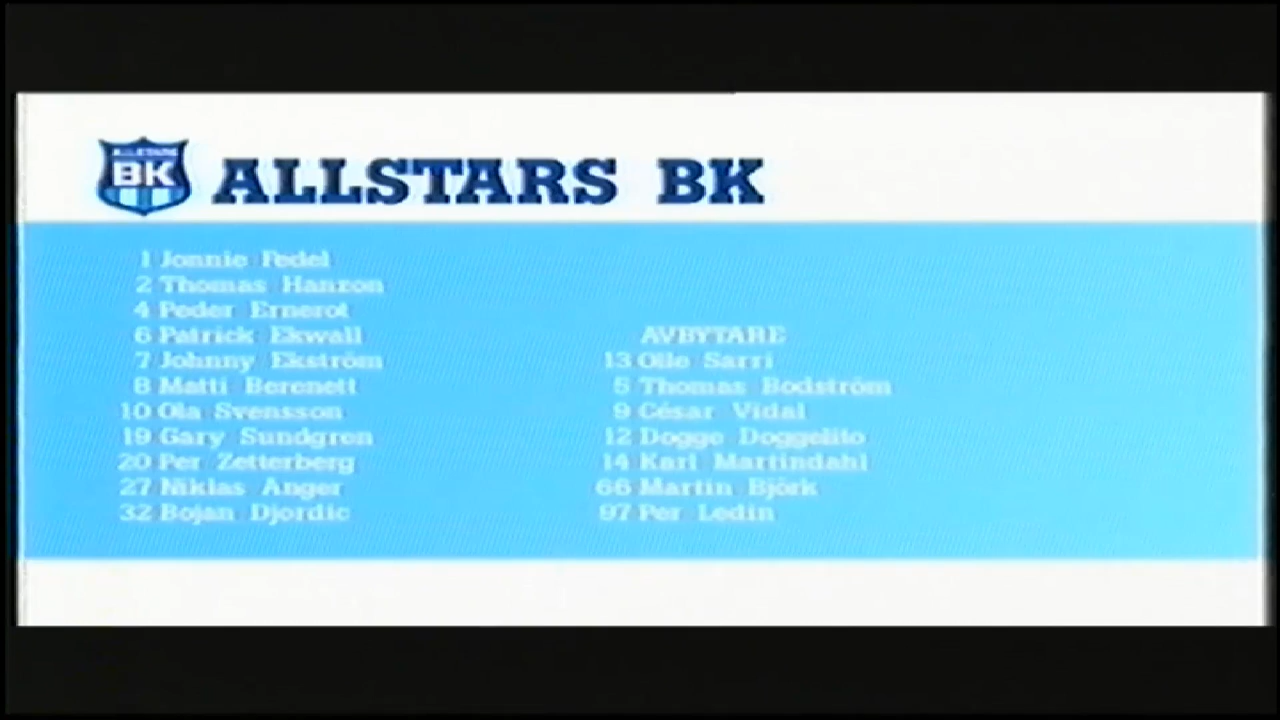 ALLSTARS
BK
ALLSTARS BK
1 Jonnie Fedel
2 Thomas Hanzon
4 Peder Ernerot
6 Patrick Ekwall
7 Johnny Ekström
8 Matti Berenett
10 Ola Svensson
19 Gary Sundgren
20 Per Zetterberg
27 Niklas Anger
32 Bojan Djordic
AVBYTARE
13 Olle Sarri
5 Thomas Bodström
9 César Vidal
12 Dogge Doggelito
14 Karl Martindahl
66 Martin Björk
97 Per Ledin